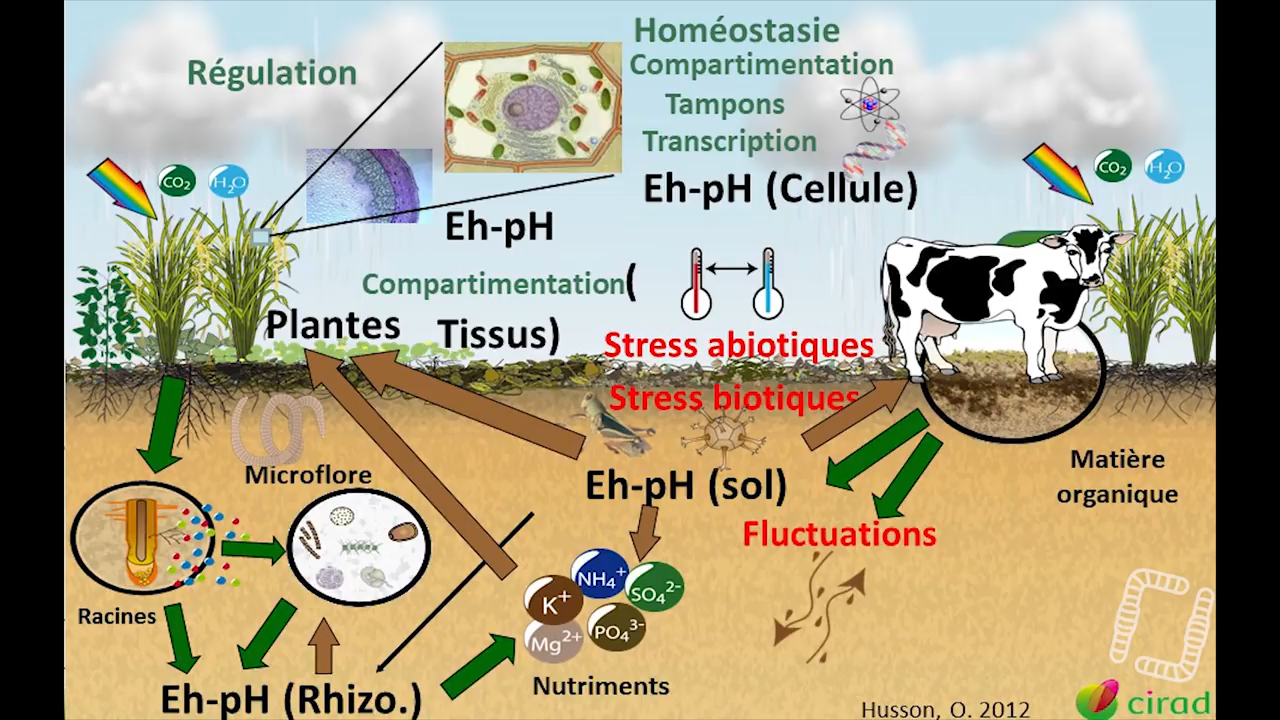 Homéostasie
Régulation
Compartimentation
Tampons
Transcription
CO2
H2O
CO2
H2O
Eh-pH (Cellule)
Eh-pH
Compartimentation(
Plantes
Tissus)
Stress abiotiques
Stress biotiques
Microflore
Eh-pH (sol)
Matière
organique
Fluctuations
NH4+
K+
SO42-
PO43-
Mg2+
Racines
Nutriments
Eh-pH (Rhizo.)
Husson, O. 2012
cirad